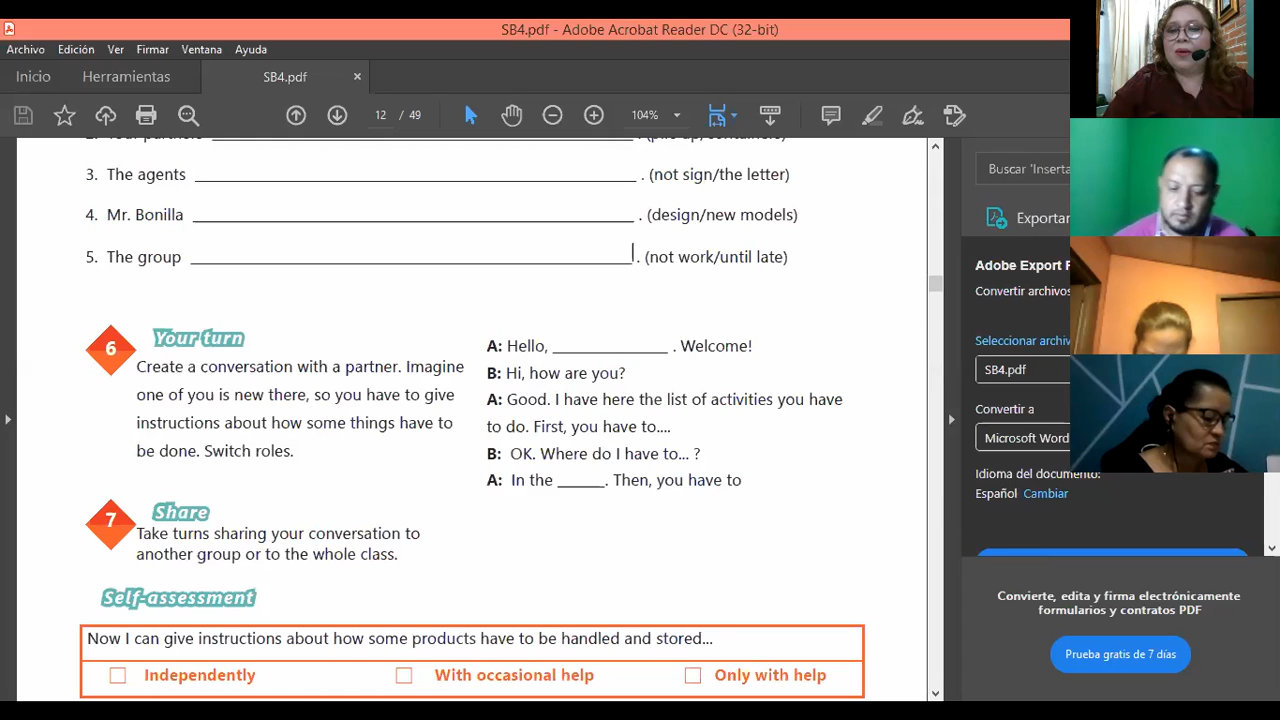 SB4.pdf - Adobe Acrobat Reader DC (32-bit)
Archivo Edición Ver Firmar Ventana Ayuda
Inicio Herramientas SB4.pdf ×
12 / 49 104%
3. The agents ______ . (not sign/the letter)
4. Mr. Bonilla ______ . (design/new models)
5. The group ______ . (not work/until late)
6 Your turn
Create a conversation with a partner. Imagine
one of you is new there, so you have to give
instructions about how some things have to
be done. Switch roles.
A: Hello, ______ . Welcome!
B: Hi, how are you?
A: Good. I have here the list of activities you have
to do. First, you have to....
B: OK. Where do I have to... ?
A: In the ______. Then, you have to
7 Share
Take turns sharing your conversation to
another group or to the whole class.
Self-assessment
Now I can give instructions about how some products have to be handled and stored...
Independently With occasional help Only with help
Buscar 'Inserta
Exportar
Adobe Export
Convertir archivos
Seleccionar archiv
SB4.pdf
Convertir a
Microsoft Word
Idioma del documento:
Español Cambiar
Convierte, edita y firma electrónicamente
formularios y contratos PDF
Prueba gratis de 7 días